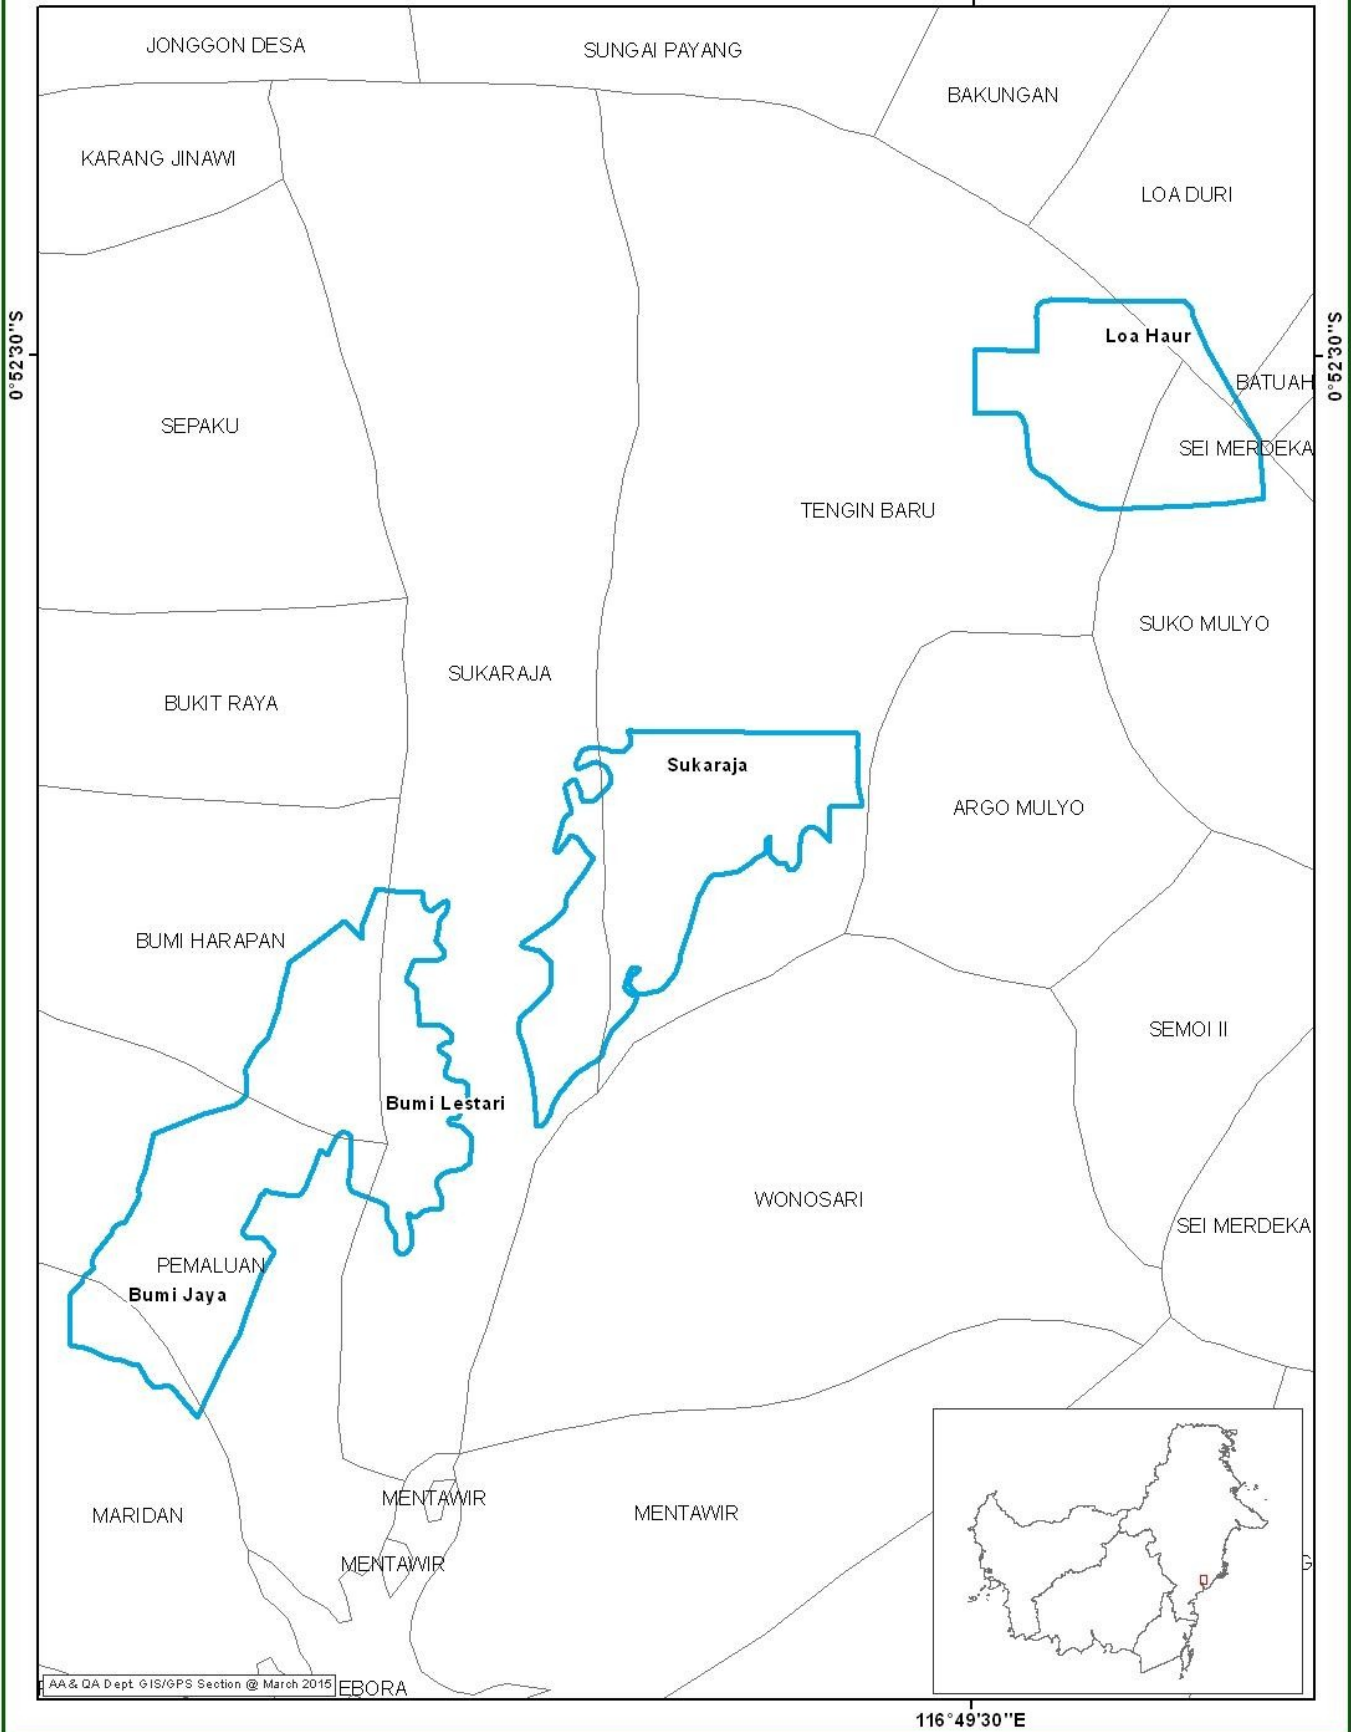 JONGGON DESA
SUNGAI PAYANG
BAKUNGAN
KARANG JINAWI
LOA DURI
0°52'30"S
0°52'30"S
Loa Haur
BATUAH
SEPAKU
SEI MERDEKA
TENGIN BARU
SUKO MULYO
SUKARAJA
BUKIT RAYA
Sukaraja
ARGO MULYO
BUMI HARAPAN
SEMOI II
Bumi Lestari
WONOSARI
SEI MERDEKA
PEMALUAN
Bumi Jaya
MENTAWIR
MARIDAN
MENTAWIR
MENTAWIR
G
AA & QA Dept. GIS/GPS Section @ March 2015
EBORA
116°49'30"E